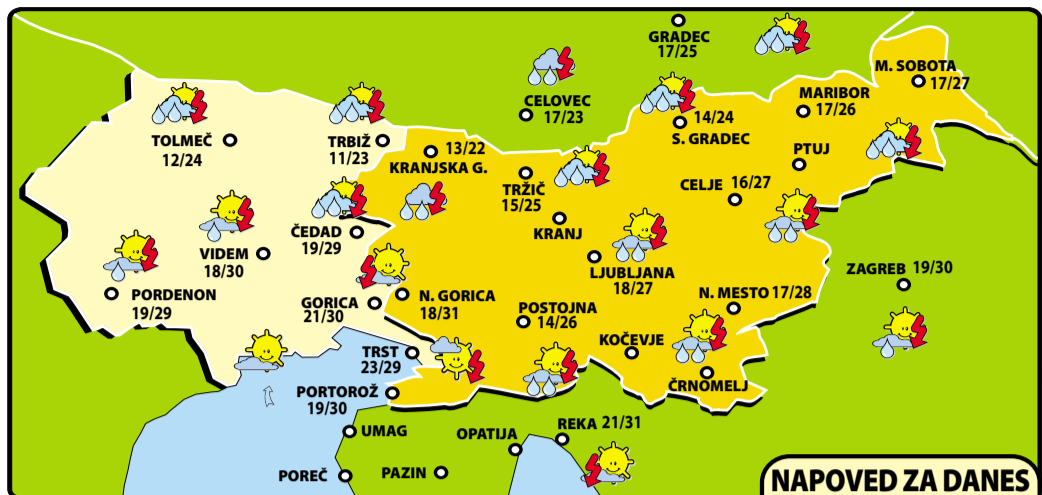 GRADEC
17/25
M. SOBOTA
17/27
CELOVEC
17/23
MARIBOR
17/26
14/24
S. GRADEC
TOLMEČ
12/24
TRBIŽ
11/23
13/22
KRANJSKA G.
PTUJ
TRŽIČ
15/25
CELJE 16/27
ČEDAD
19/29
KRANJ
VIDEM
18/30
LJUBLJANA
18/27
ZAGREB 19/30
PORDENON
19/29
GORICA
21/30
N. GORICA
18/31
N. MESTO 17/28
POSTOJNA
14/26
KOČEVJE
TRST
23/29
ČRNOMELJ
PORTOROŽ
19/30
UMAG
OPATIJA
REKA 21/31
POREČ
PAZIN
NAPOVED ZA DANES